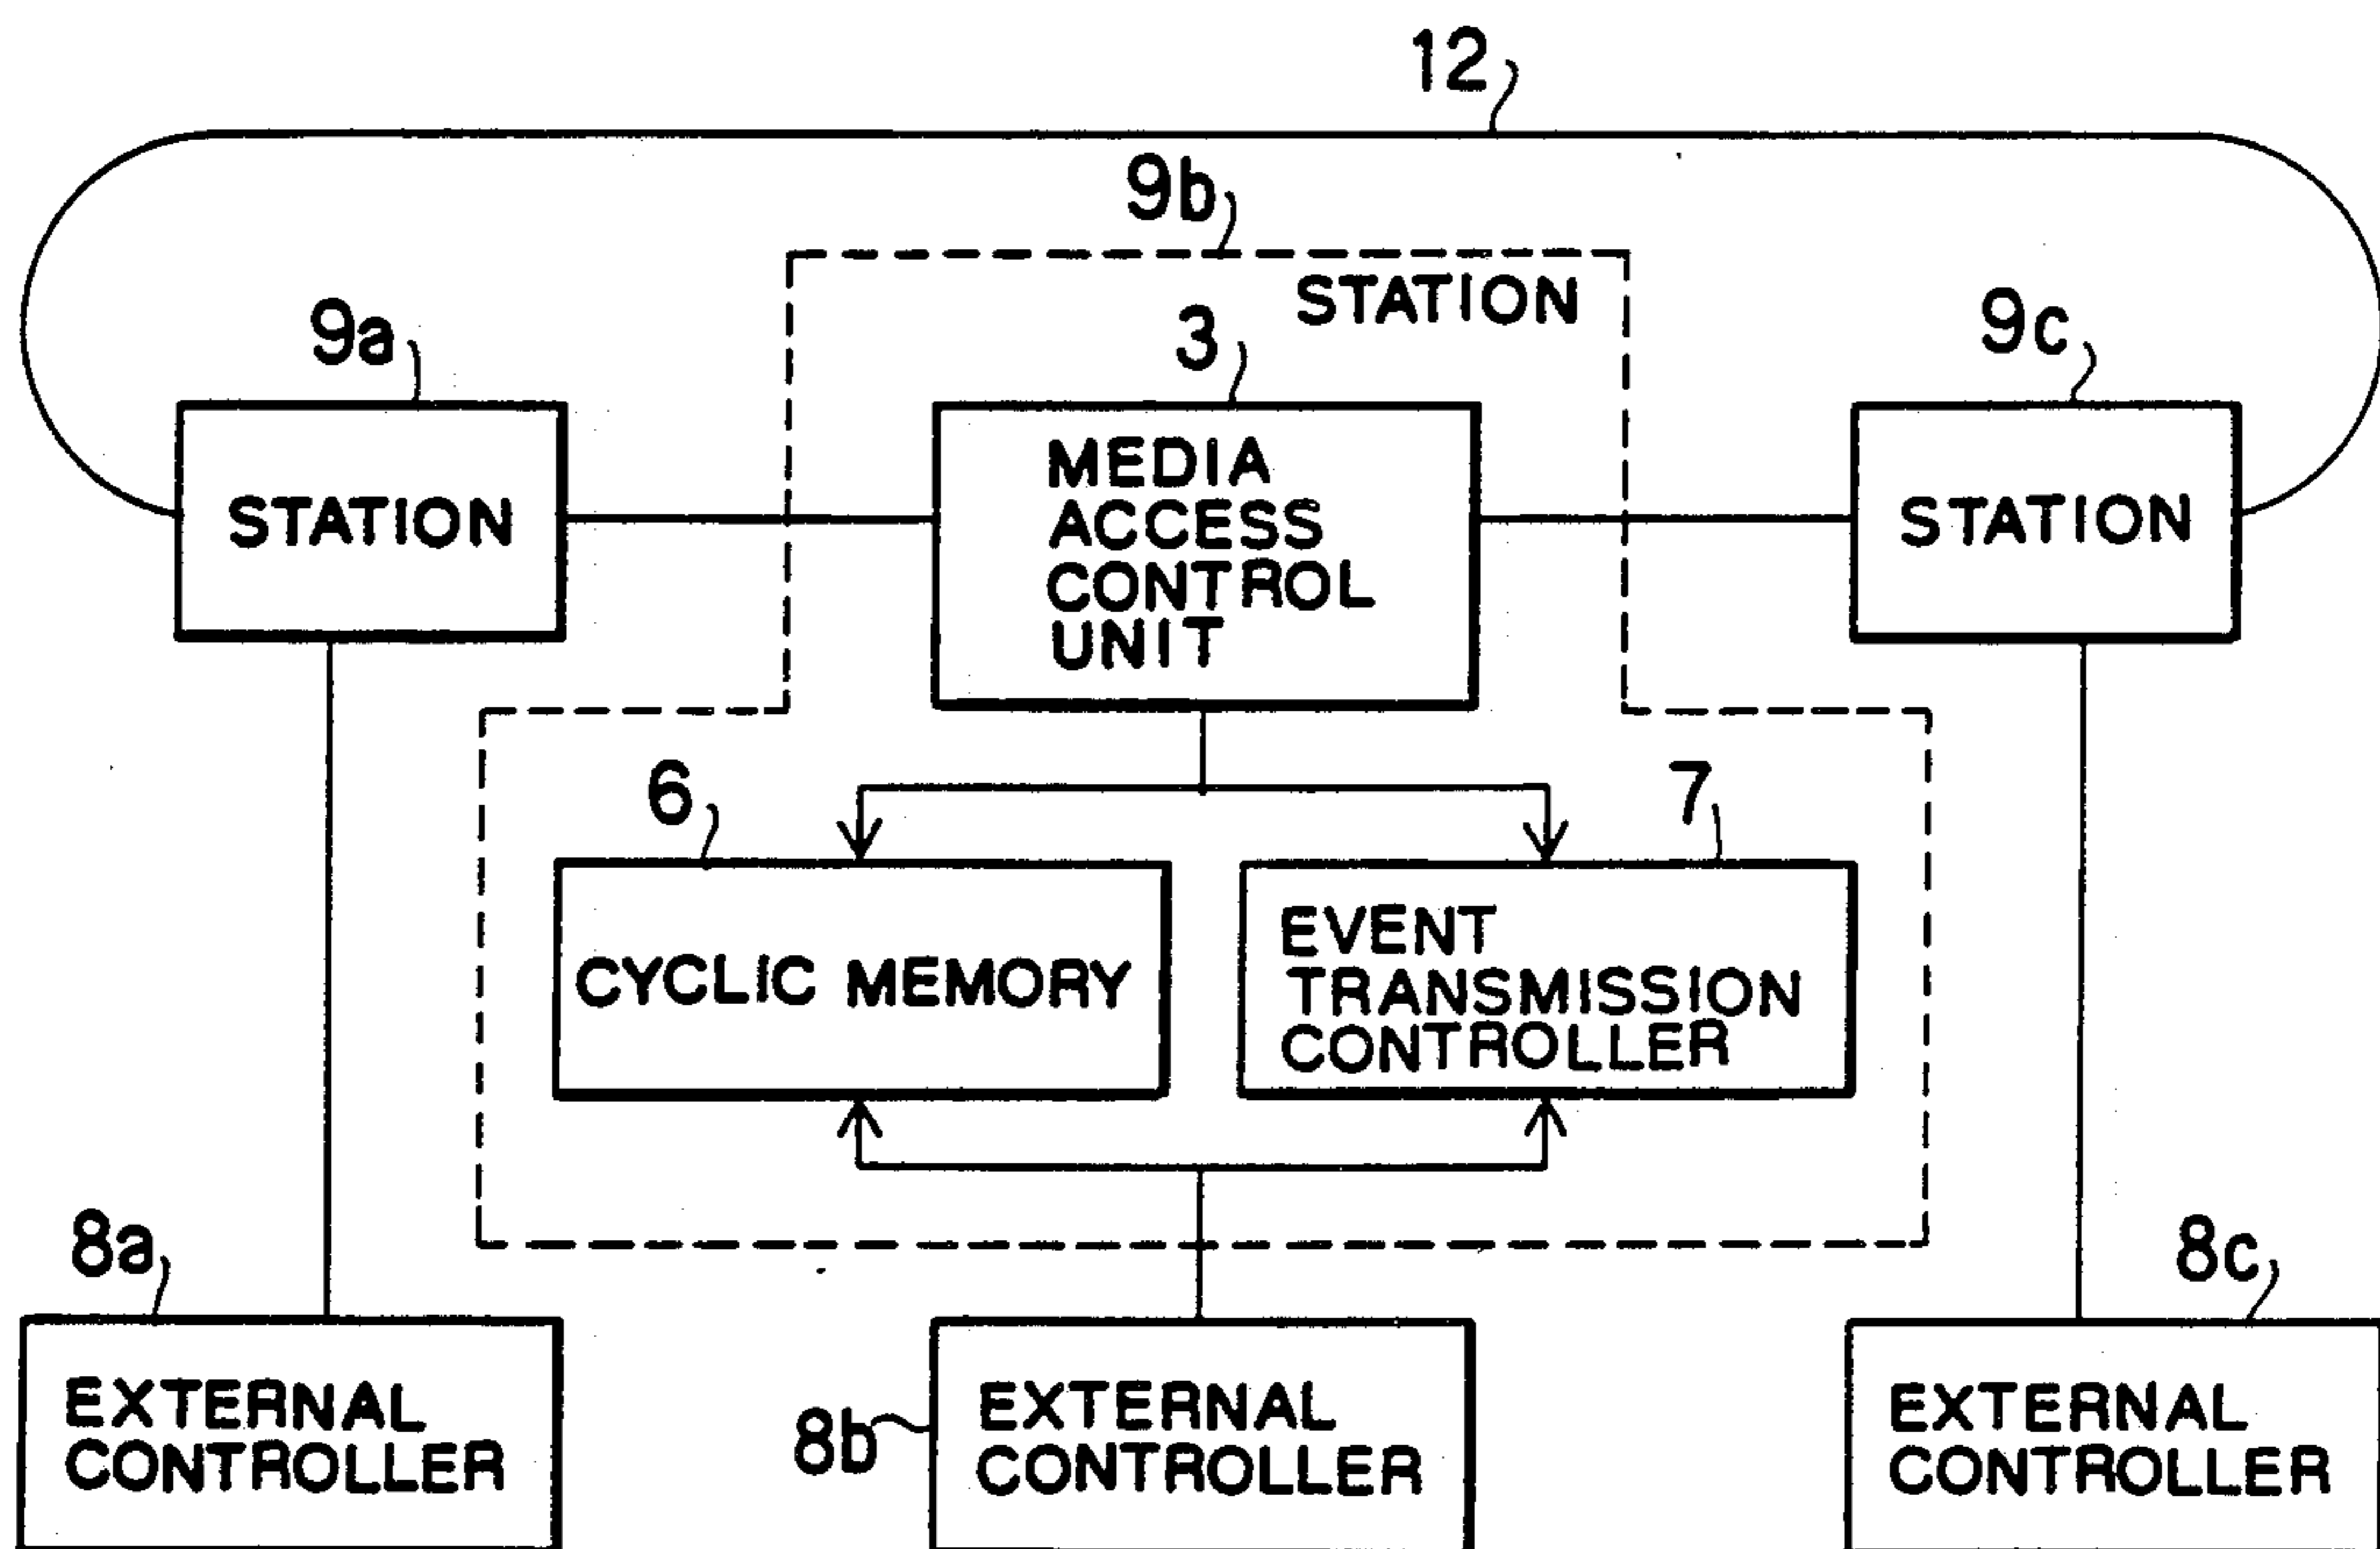 12
9b
STATION
9a
3
9c
STATION
MEDIA
ACCESS
CONTROL
UNIT
STATION
6
7
CYCLIC MEMORY
EVENT
TRANSMISSION
CONTROLLER
8a
8c
EXTERNAL
CONTROLLER
8b
EXTERNAL
CONTROLLER
EXTERNAL
CONTROLLER